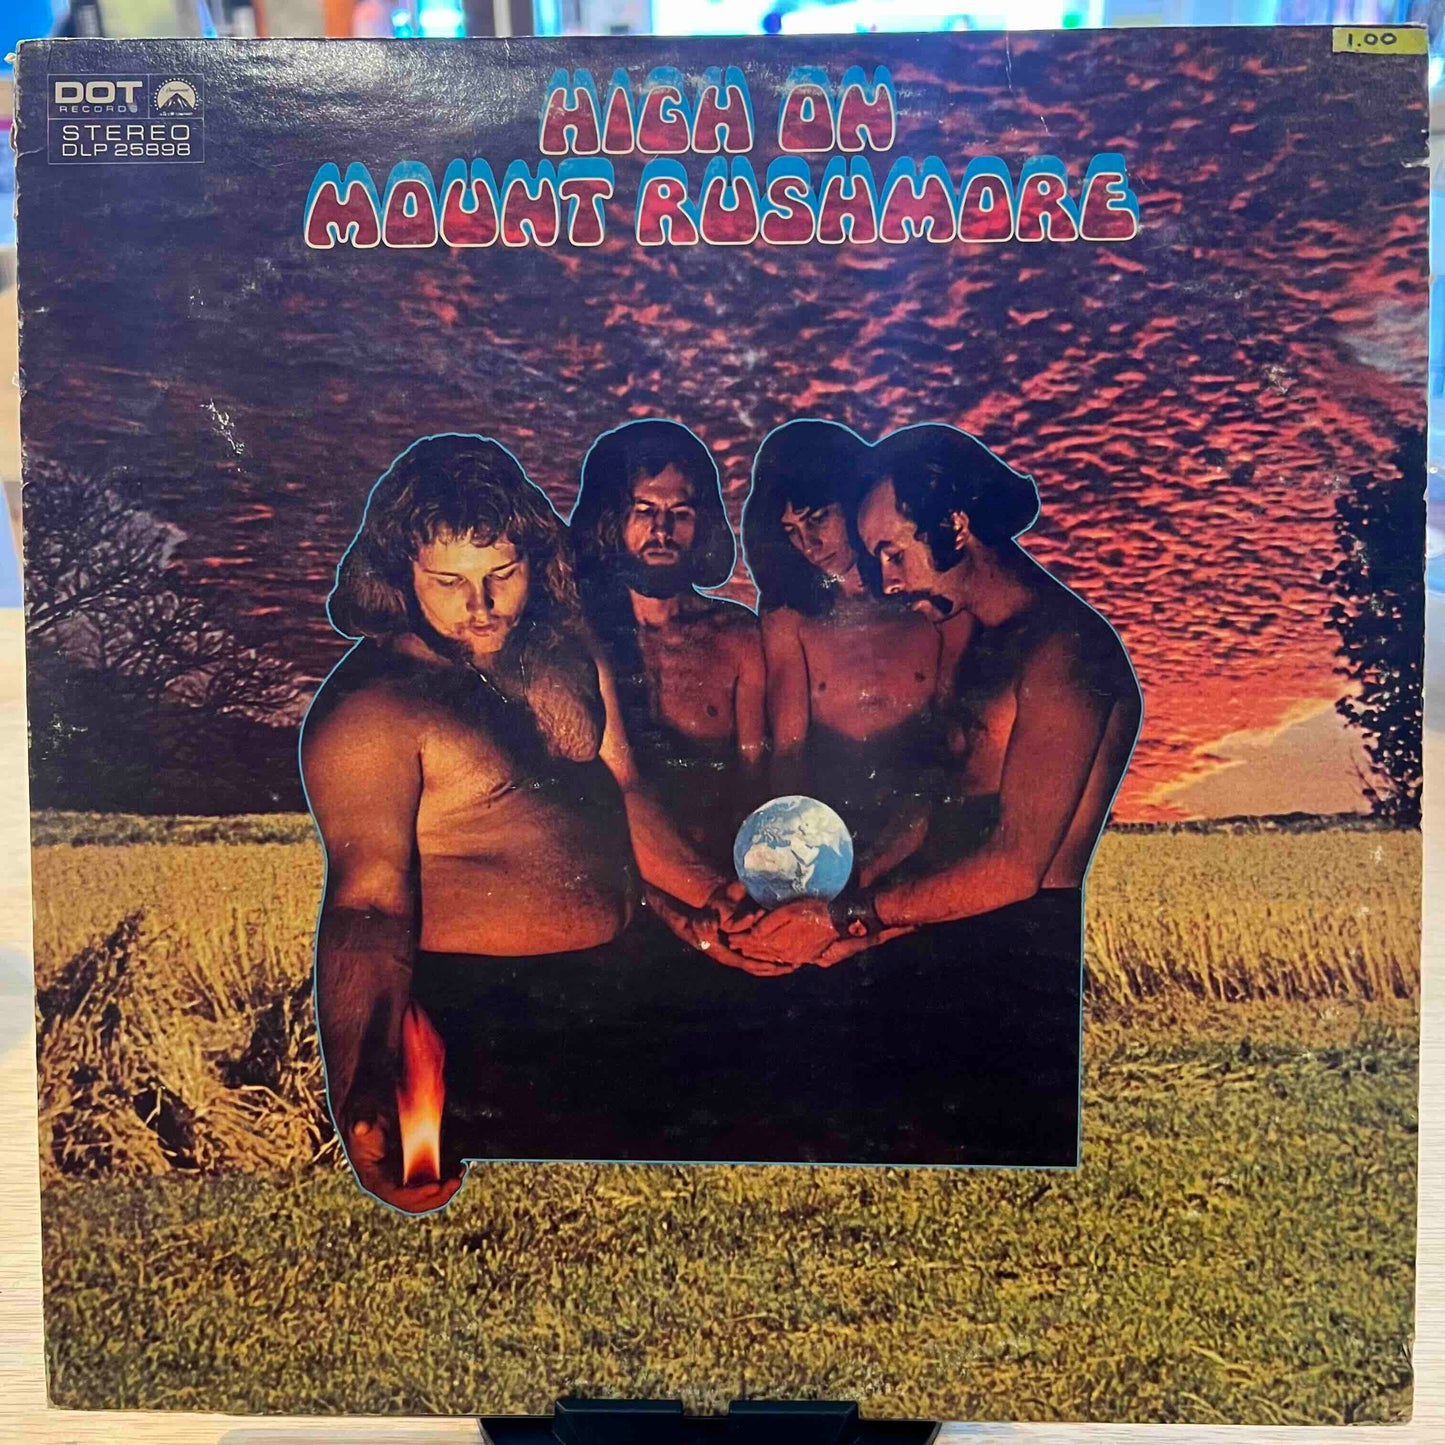 1.00
DOT
RECORDS
STEREO
DLP 25898
HIGH ON
MOUNT RUSHMORE